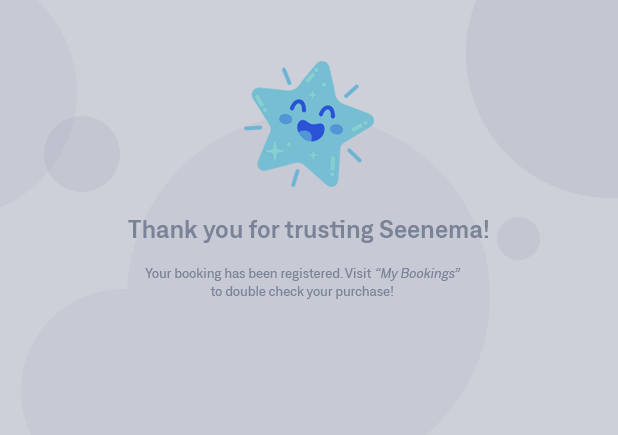 Thank you for trusting Seenema!
Your booking has been registered. Visit “My Bookings”
to double check your purchase!